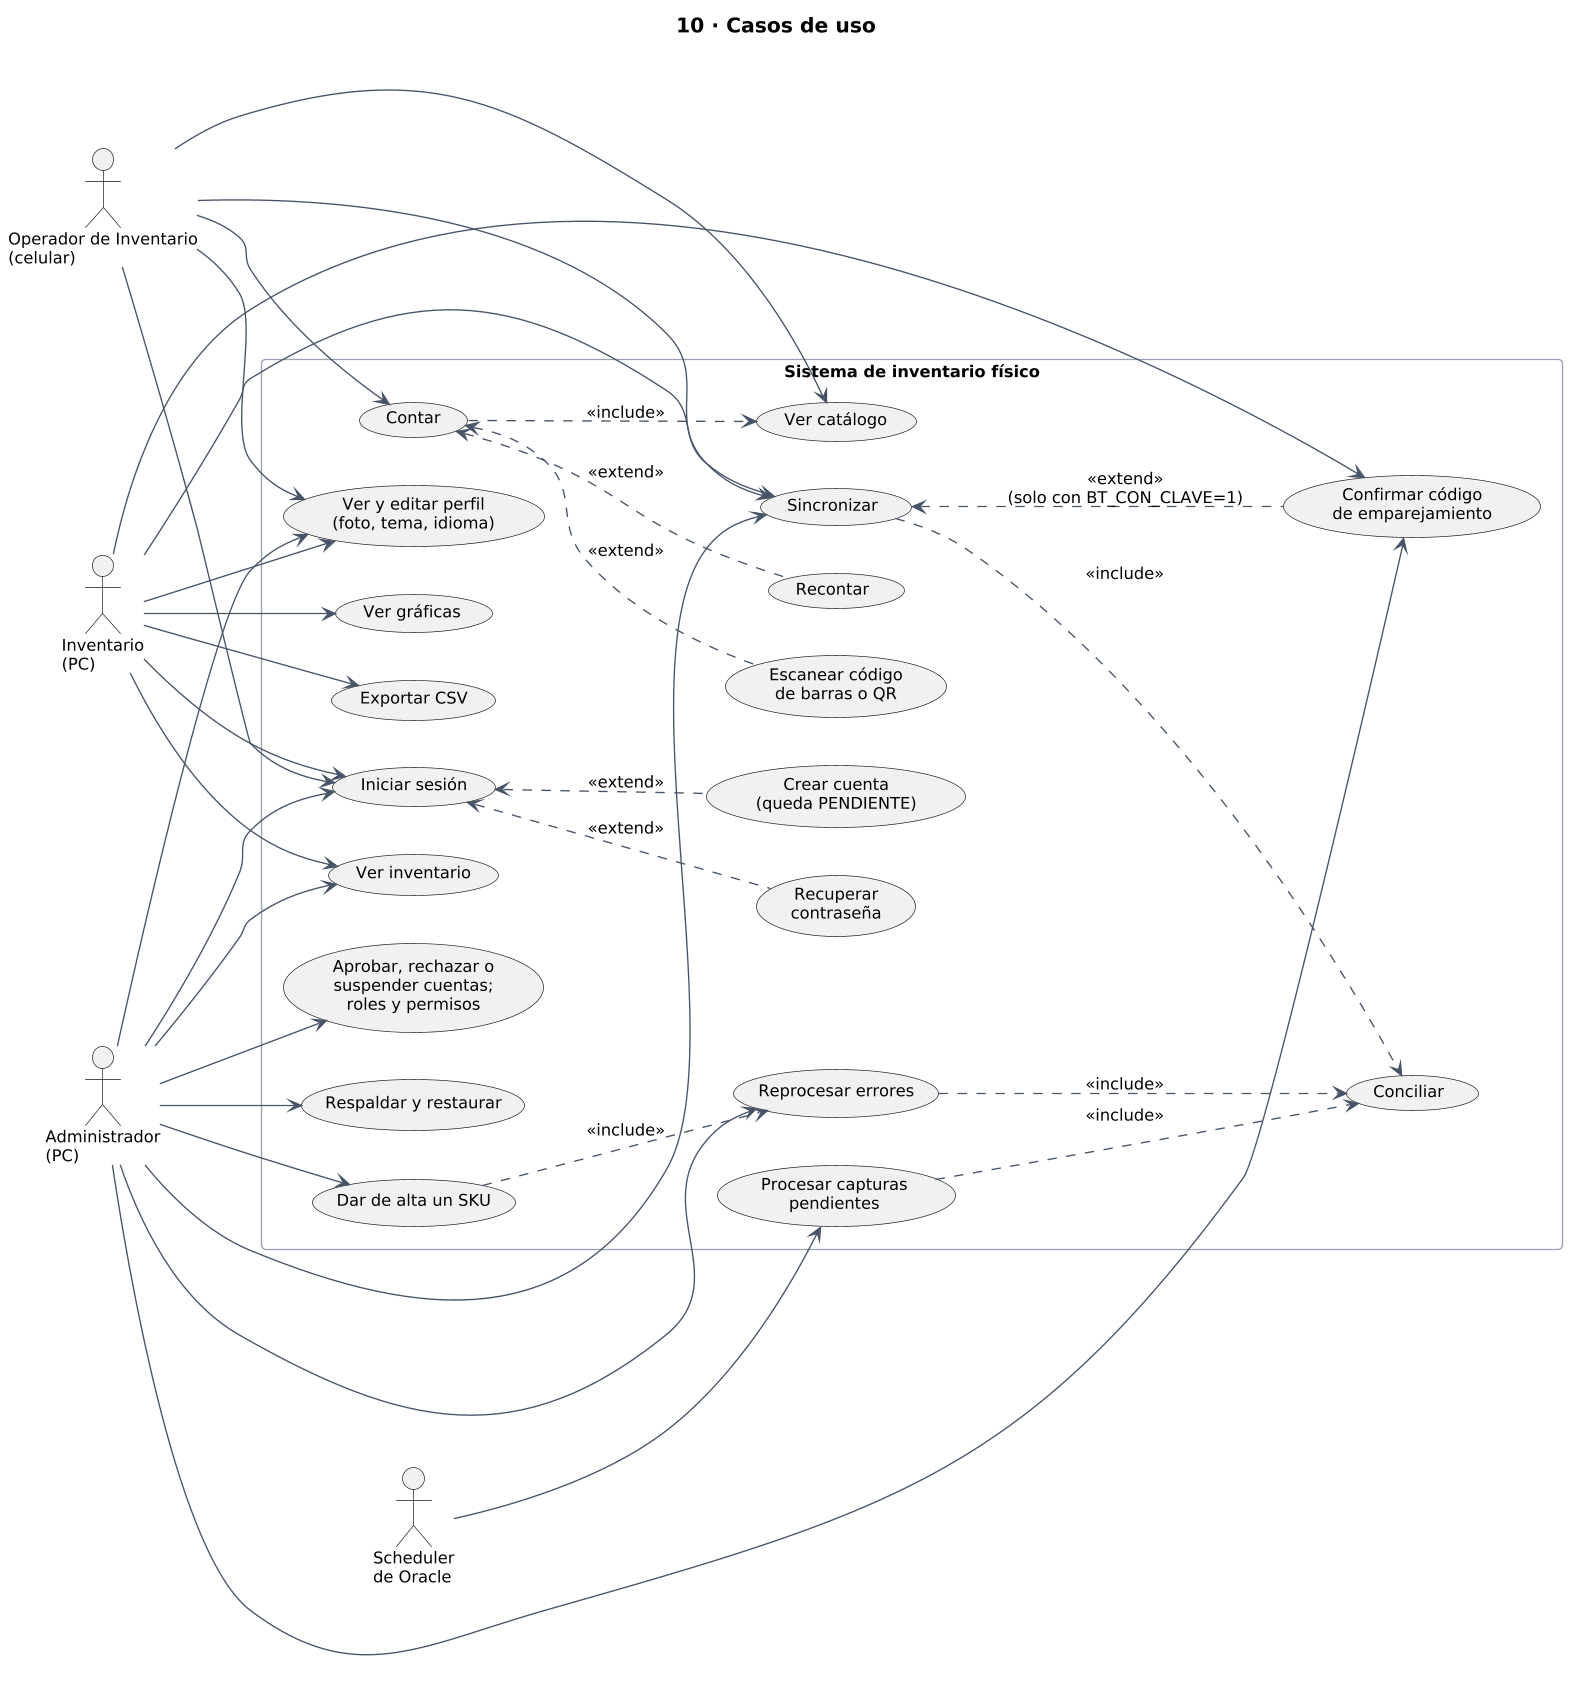 10 · Casos de uso
Operador de Inventario
(celular)
Sistema de inventario físico
Contar
«include»
Ver catálogo
«extend»
Ver y editar perfil
(foto, tema, idioma)
Sincronizar
«extend»
(solo con BT_CON_CLAVE=1)
Confirmar código
de emparejamiento
«extend»
«include»
Inventario
(PC)
Ver gráficas
Recontar
Exportar CSV
Escanear código
de barras o QR
Iniciar sesión
«extend»
Crear cuenta
(queda PENDIENTE)
«extend»
Ver inventario
Recuperar
contraseña
Aprobar, rechazar o
suspender cuentas;
roles y permisos
Administrador
(PC)
Respaldar y restaurar
Reprocesar errores
«include»
Conciliar
«include»
«include»
Dar de alta un SKU
Procesar capturas
pendientes
Scheduler
de Oracle